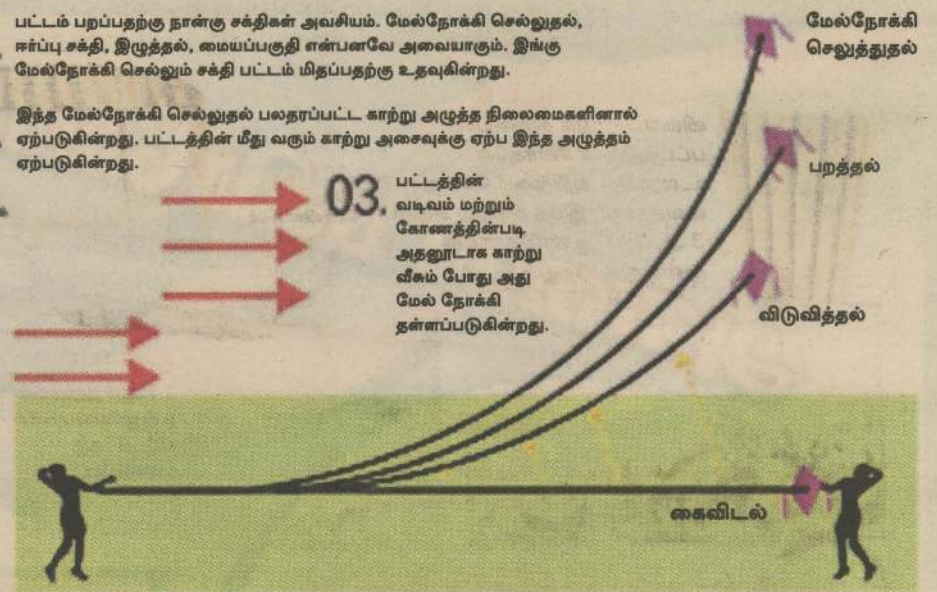 பட்டம் பறப்பதற்கு நான்கு சக்திகள் அவசியம். மேல்நோக்கி செல்லுதல்,
ஈர்ப்பு சக்தி, இழுத்தல், மையப்பகுதி என்பனவே அவையாகும். இங்கு
மேல்நோக்கி செல்லும் சக்தி பட்டம் மிதப்பதற்கு உதவுகின்றது.
இந்த மேல்நோக்கி செல்லுதல் பலதரப்பட்ட காற்று அழுத்த நிலைமைகளினால்
ஏற்படுகின்றது. பட்டத்தின் மீது வரும் காற்று அசைவுக்கு ஏற்ப இந்த அழுத்தம்
ஏற்படுகின்றது.
03. பட்டத்தின்
வடிவம் மற்றும்
கோணத்தின்படி
அதனூடாக காற்று
வீசும் போது அது
மேல் நோக்கி
தள்ளப்படுகின்றது.
மேல்நோக்கி
செலுத்துதல்
பறத்தல்
விடுவித்தல்
கைவிடல்